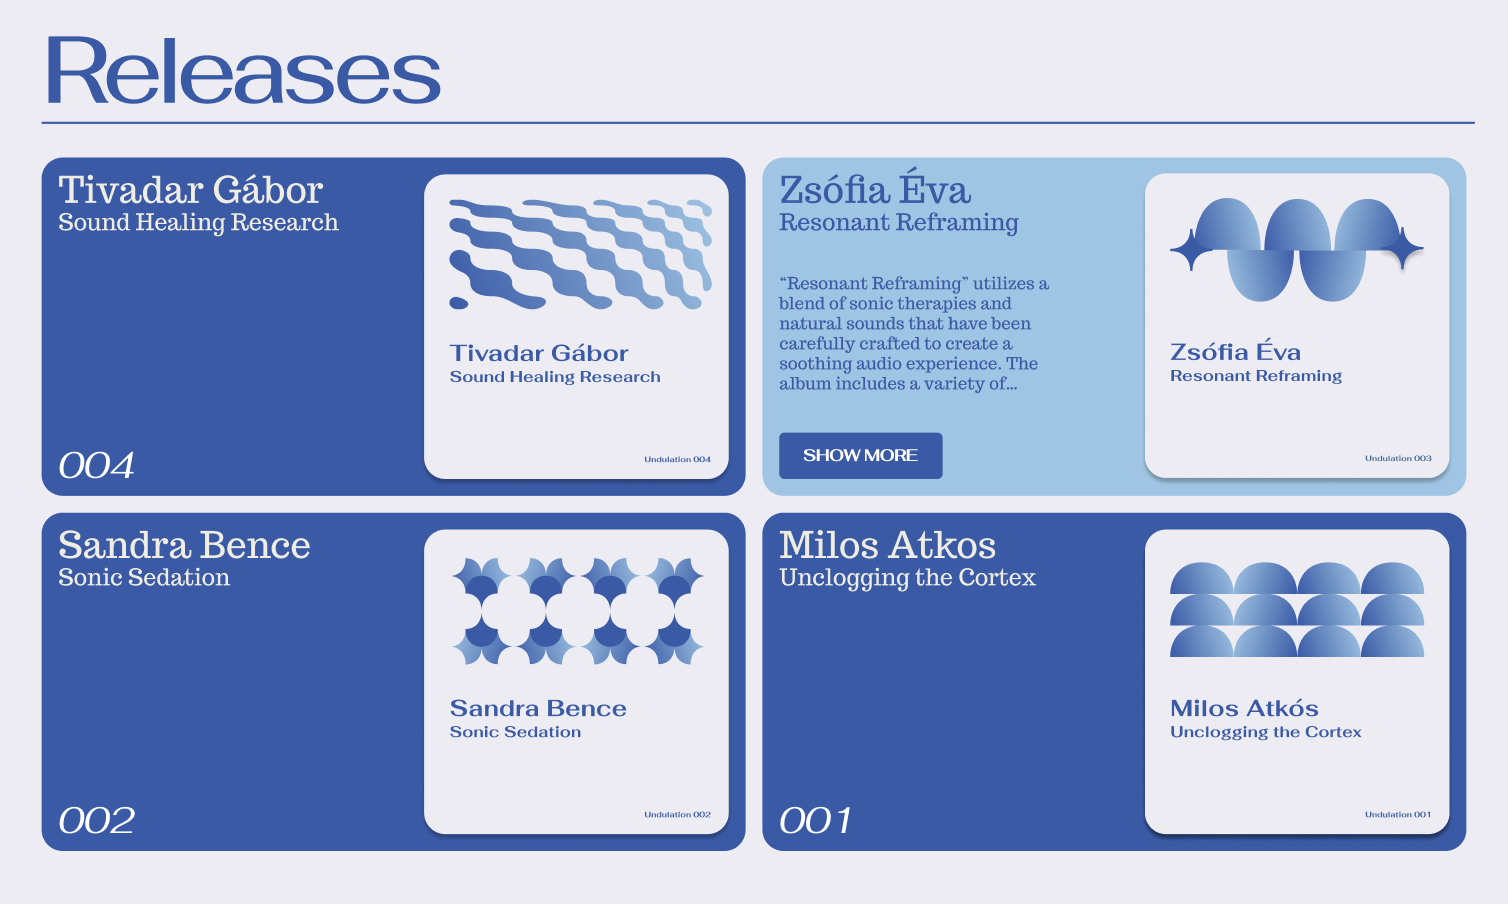 Releases
Tivadar Gábor
Sound Healing Research
Tivadar Gábor
Sound Healing Research
Undulation 004
004
Zsófia Éva
Resonant Reframing
“Resonant Reframing” utilizes a
blend of sonic therapies and
natural sounds that have been
carefully crafted to create a
soothing audio experience. The
album includes a variety of...
SHOW MORE
Zsófia Éva
Resonant Reframing
Undulation 003
Sandra Bence
Sonic Sedation
Sandra Bence
Sonic Sedation
Undulation 002
002
Milos Atkos
Unclogging the Cortex
Milos Atkós
Unclogging the Cortex
Undulation 001
001